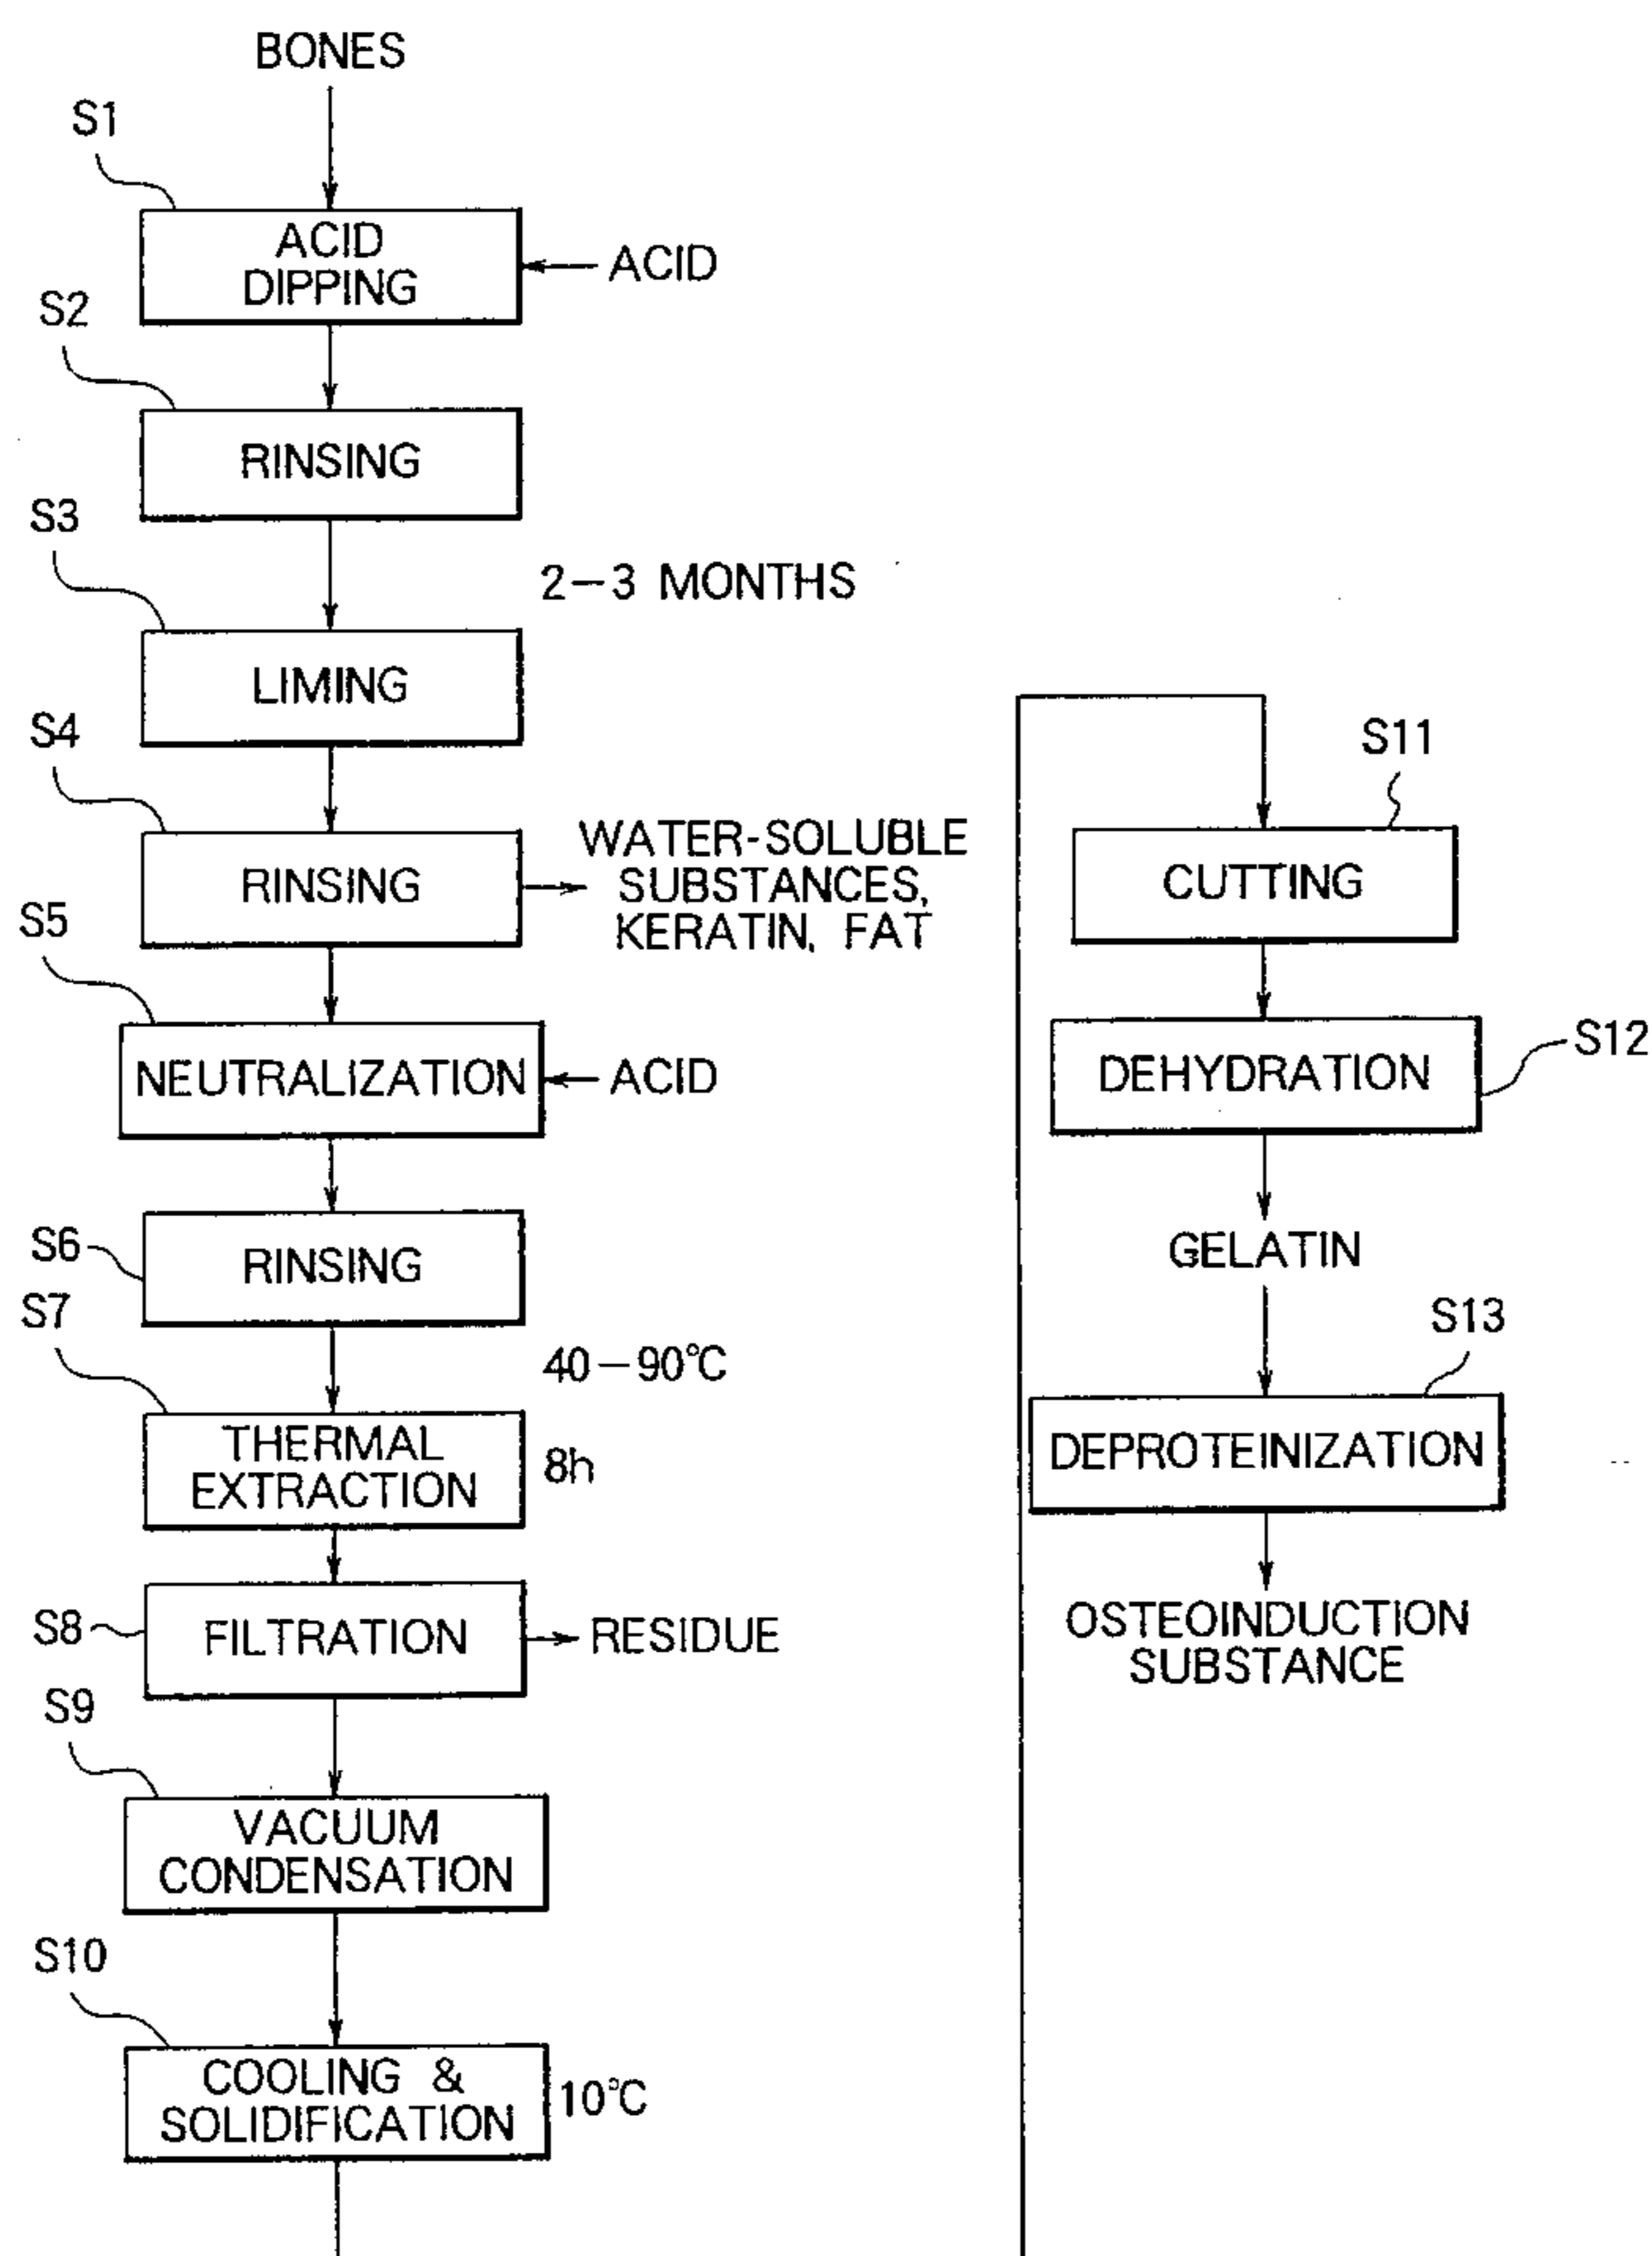 BONES
S1
ACID
DIPPING
ACID
S2
RINSING
S3
2-3 MONTHS
LIMING
S4
RINSING
WATER-SOLUBLE
SUBSTANCES,
KERATIN, FAT
S5
NEUTRALIZATION
ACID
S6
RINSING
S7
40-90°C
THERMAL
EXTRACTION
8h
S8
FILTRATION
RESIDUE
S9
VACUUM
CONDENSATION
S10
COOLING &
SOLIDIFICATION
10°C
S11
CUTTING
S12
DEHYDRATION
GELATIN
S13
DEPROTEINIZATION
OSTEOINDUCTION
SUBSTANCE